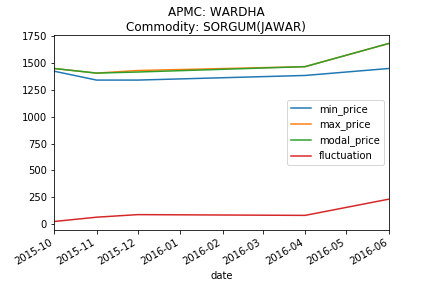 APMC: WARDHA
Commodity: SORGUM(JAWAR)
1750
1500
1250
1000
750
500
250
0
min_price
max_price
modal_price
fluctuation
2015-10
2015-11
2015-12
2016-01
2016-02
2016-03
2016-04
2016-05
2016-06
date